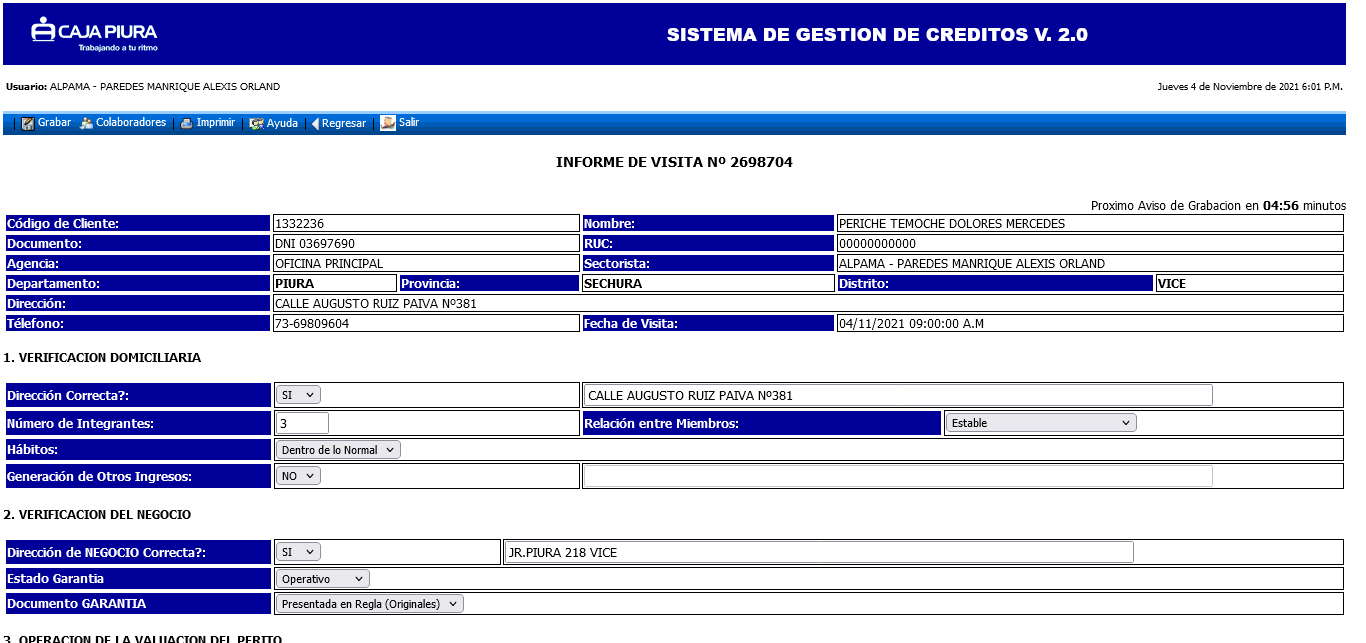 CAJA PIURA
Trabajando a tu ritmo
SISTEMA DE GESTION DE CREDITOS V. 2.0
Usuario: ALPAMA - PAREDES MANRIQUE ALEXIS ORLAND
Jueves 4 de Noviembre de 2021 6:01 P.M.
Grabar Colaboradores Imprimir Ayuda Regresar Salir
INFORME DE VISITA Nº 2698704
Proximo Aviso de Grabacion en 04:56 minutos
Código de Cliente: 1332236 Nombre: PERICHE TEMOCHE DOLORES MERCEDES
Documento: DNI 03697690 RUC: 00000000000
Agencia: OFICINA PRINCIPAL Sectorista: ALPAMA - PAREDES MANRIQUE ALEXIS ORLAND
Departamento: PIURA Provincia: SECHURA Distrito: VICE
Dirección: CALLE AUGUSTO RUIZ PAIVA Nº381
Télefono: 73-69809604 Fecha de Visita: 04/11/2021 09:00:00 A.M
1. VERIFICACION DOMICILIARIA
Dirección Correcta?: SI CALLE AUGUSTO RUIZ PAIVA Nº381
Número de Integrantes: 3 Relación entre Miembros: Estable
Hábitos: Dentro de lo Normal
Generación de Otros Ingresos: NO
2. VERIFICACION DEL NEGOCIO
Dirección de NEGOCIO Correcta?: SI JR.PIURA 218 VICE
Estado Garantia Operativo
Documento GARANTIA Presentada en Regla (Originales)
3. OPERACION DE LA VALUACION DEL PERITO